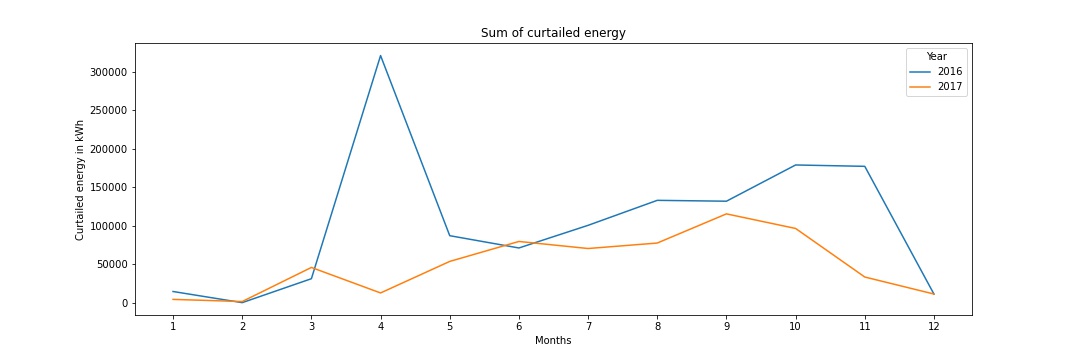 Sum of curtailed energy
Year
2016
2017
Curtailed energy in kWh
300000
250000
200000
150000
100000
50000
0
1 2 3 4 5 6 7 8 9 10 11 12
Months